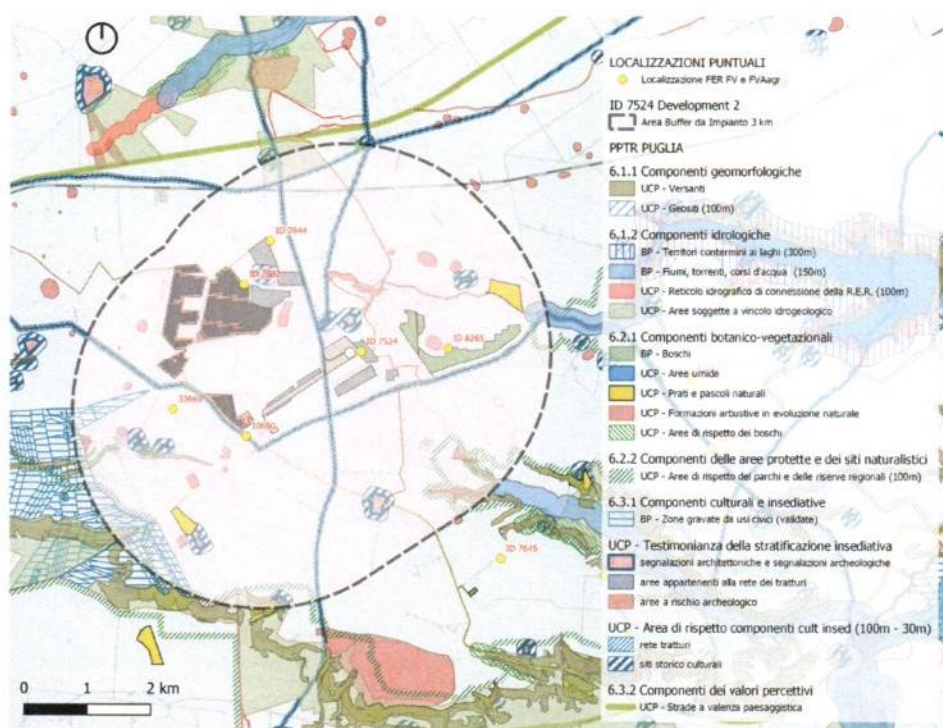 LOCALIZZAZIONI PUNTUALI
Localizzazione FER FV e FVAagr
ID 7524 Development 2
Area Buffer da Impianto 3 km
PPTR PUGLIA
6.1.1 Componenti geomorfologiche
UCP - Versanti
UCP - Geositi (100m)
6.1.2 Componenti idrologiche
BP - Territori contermini ai laghi (300m)
BP - Fiumi, torrenti, corsi d'acqua (150m)
UCP - Reticolo idrografico di connessione della R.E.R. (100m)
UCP - Aree soggette a vincolo idrogeologico
6.2.1 Componenti botanico-vegetazionali
BP - Boschi
UCP - Aree umide
UCP - Prati e pascoli naturali
UCP - Formazioni arbustive in evoluzione naturale
UCP - Aree di rispetto dei boschi
6.2.2 Componenti delle aree protette e dei siti naturalistici
UCP - Aree di rispetto dei parchi e delle riserve regionali (100m)
6.3.1 Componenti culturali e insediative
BP - Zone gravate da usi civici (validate)
UCP - Testimonianza della stratificazione insediativa
segnalazioni architettoniche e segnalazioni archeologiche
aree appartenenti alla rete dei tratturi
aree a rischio archeologico
UCP - Area di rispetto componenti cult insed (100m - 30m)
rete tratturi
siti storico culturali
6.3.2 Componenti dei valori percettivi
UCP - Strade a valenza paesaggistica
ID 7644
ID 7524
ID 8265
10650
ID 7645
0 1 2 km